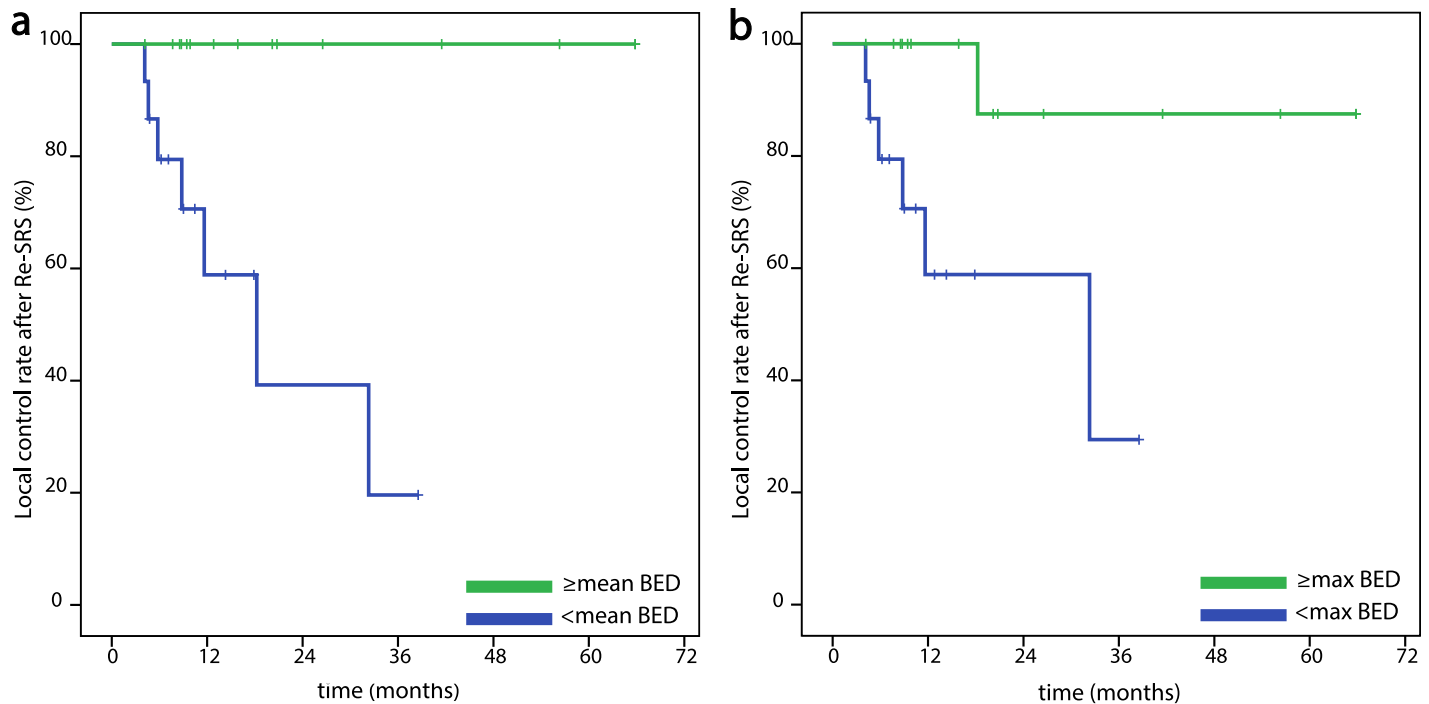 a
Local control rate after Re-SRS (%)
100
80
60
40
20
0
≥mean BED
<mean BED
0 12 24 36 48 60 72
time (months)
b
Local control rate after Re-SRS (%)
100
80
60
40
20
0
≥max BED
<max BED
0 12 24 36 48 60 72
time (months)